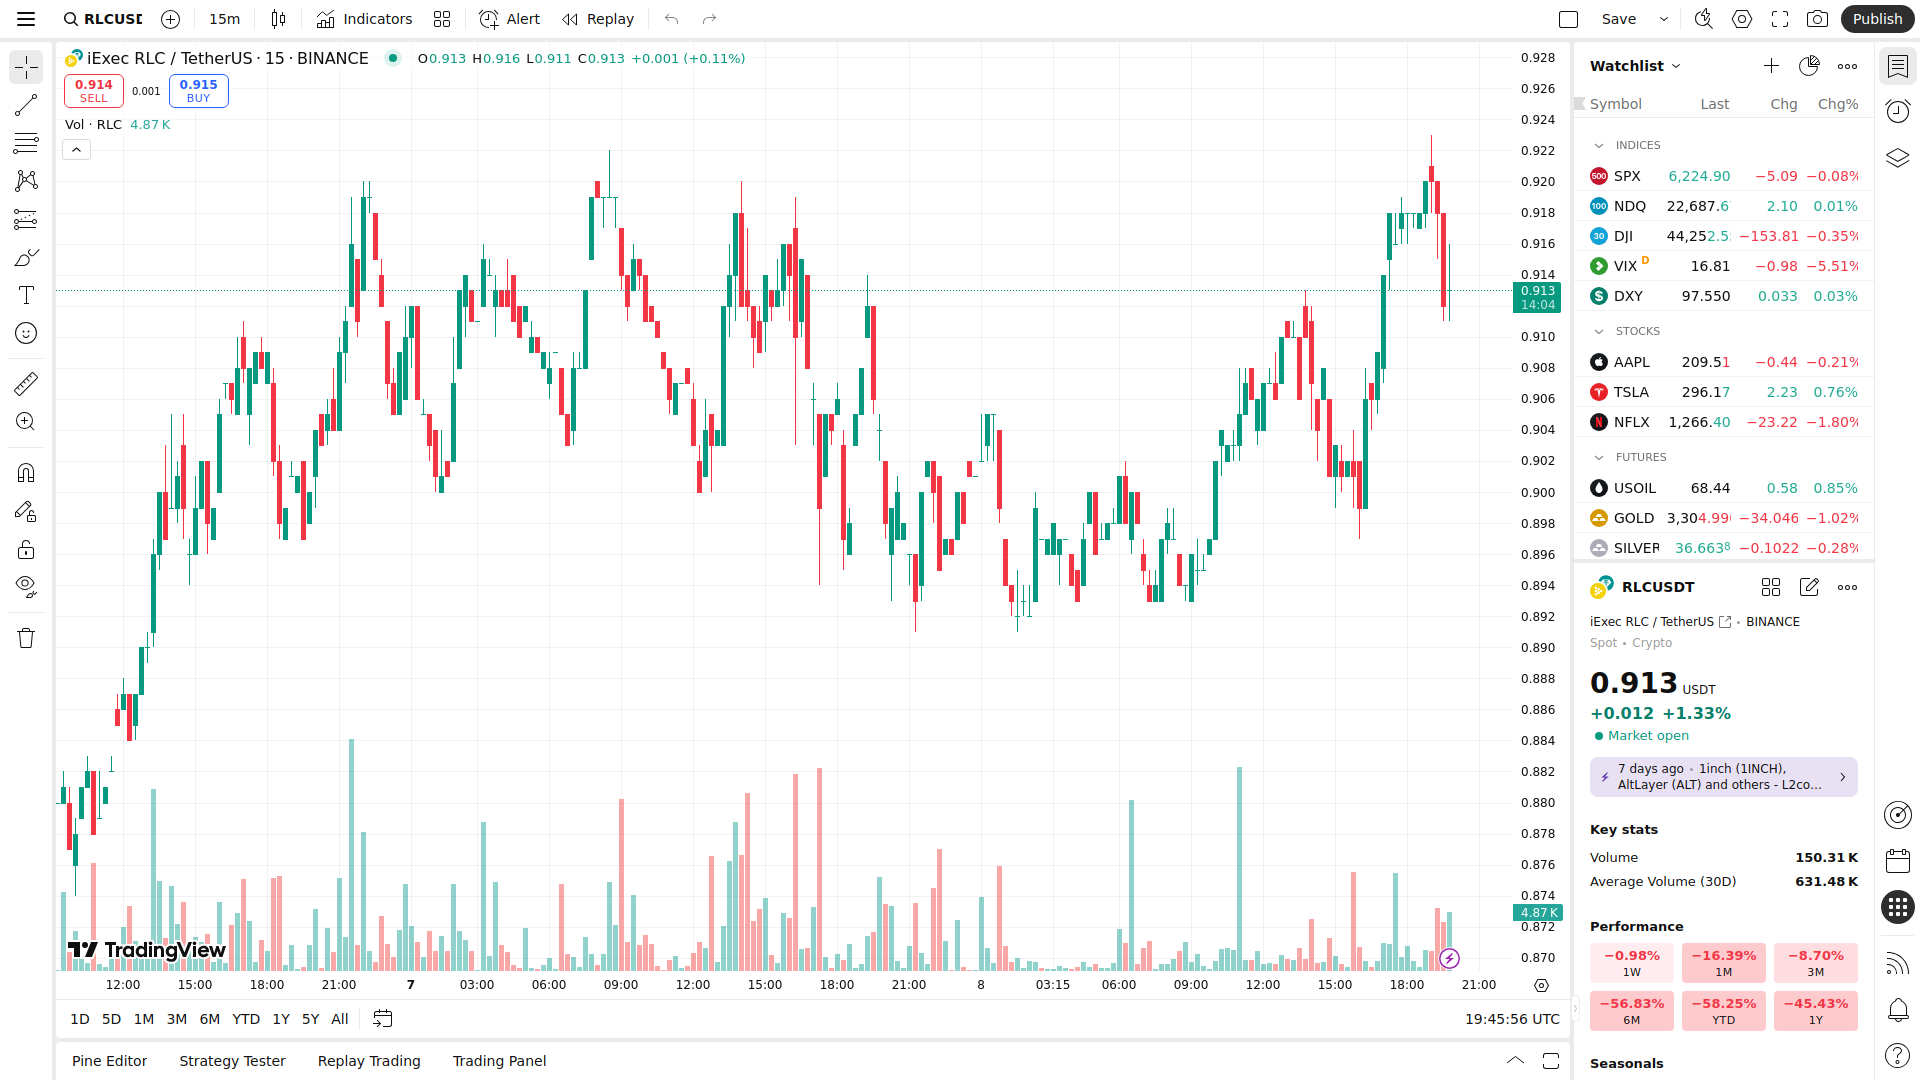 RLCUSD
15m
Indicators
Alert
Replay
Save
Publish
iExec RLC / TetherUS · 15 · BINANCE
O0.913 H0.916 L0.911 C0.913 +0.001 (+0.11%)
0.914
SELL
0.001
0.915
BUY
Vol · RLC 4.87 K
0.928
0.926
0.924
0.922
0.920
0.918
0.916
0.914
0.913
14:04
0.910
0.908
0.906
0.904
0.902
0.900
0.898
0.896
0.894
0.892
0.890
0.888
0.886
0.884
0.882
0.880
0.878
0.876
0.874
4.87 K
0.872
0.870
TradingView
12:00 15:00 18:00 21:00 7 03:00 06:00 09:00 12:00 15:00 18:00 21:00 8 03:15 06:00 09:00 12:00 15:00 18:00 21:00
1D 5D 1M 3M 6M YTD 1Y 5Y All
19:45:56 UTC
Pine Editor Strategy Tester Replay Trading Trading Panel
Watchlist
Symbol Last Chg Chg%
INDICES
500 SPX 6,224.90 −5.09 −0.08%
100 NDQ 22,687.6 2.10 0.01%
30 DJI 44,252.5 −153.81 −0.35%
VIX D 16.81 −0.98 −5.51%
DXY 97.550 0.033 0.03%
STOCKS
AAPL 209.51 −0.44 −0.21%
TSLA 296.17 2.23 0.76%
NFLX 1,266.40 −23.22 −1.80%
FUTURES
USOIL 68.44 0.58 0.85%
GOLD 3,304.99 −34.046 −1.02%
SILVER 36.6638 −0.1022 −0.28%
RLCUSDT
iExec RLC / TetherUS • BINANCE
Spot • Crypto
0.913 USDT
+0.012 +1.33%
Market open
7 days ago • 1inch (1INCH),
AltLayer (ALT) and others - L2co...
Key stats
Volume 150.31 K
Average Volume (30D) 631.48 K
Performance
−0.98% −16.39% −8.70%
1W 1M 3M
−56.83% −58.25% −45.43%
6M YTD 1Y
Seasonals